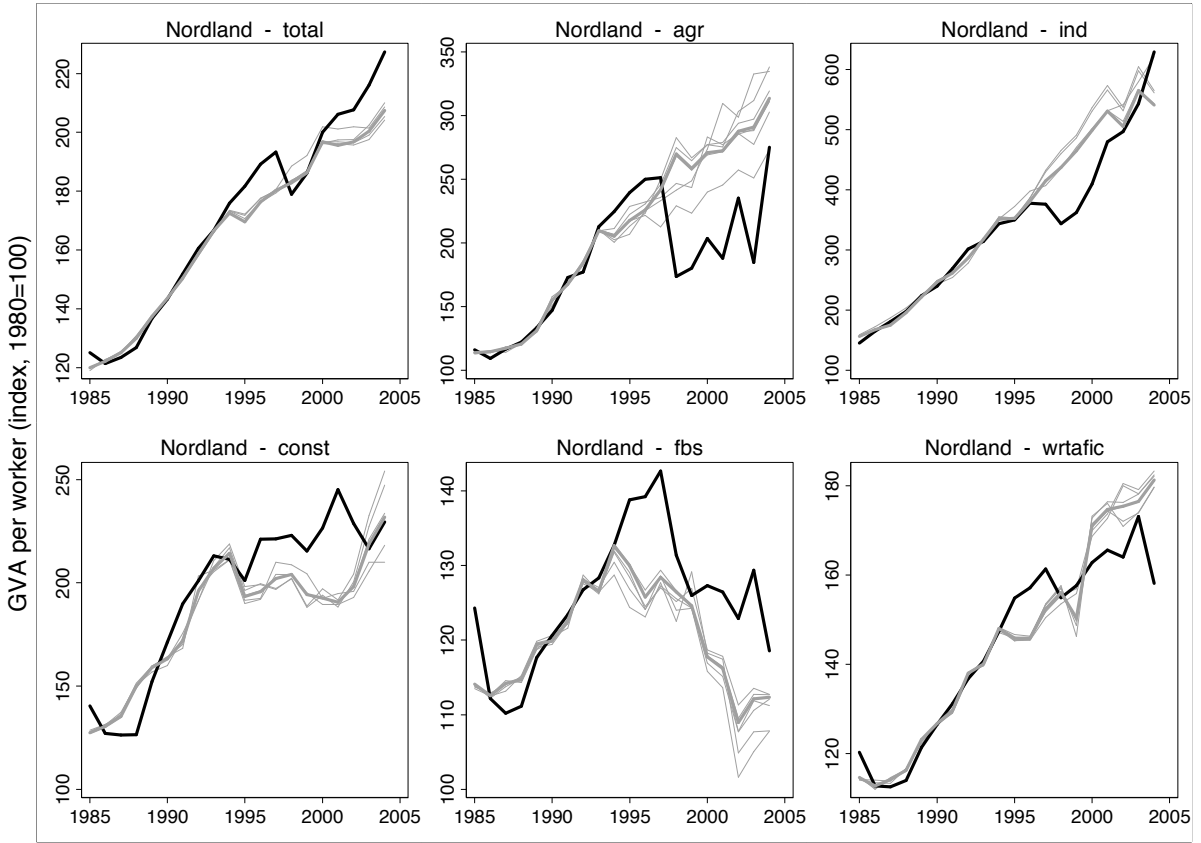 GVA per worker (index, 1980=100)
Nordland - total
220
200
180
160
140
120
1985 1990 1995 2000 2005
Nordland - agr
350
300
250
200
150
100
1985 1990 1995 2000 2005
Nordland - ind
600
500
400
300
200
100
1985 1990 1995 2000 2005
Nordland - const
250
200
150
100
1985 1990 1995 2000 2005
Nordland - fbs
140
130
120
110
100
1985 1990 1995 2000 2005
Nordland - wrtafic
180
160
140
120
1985 1990 1995 2000 2005